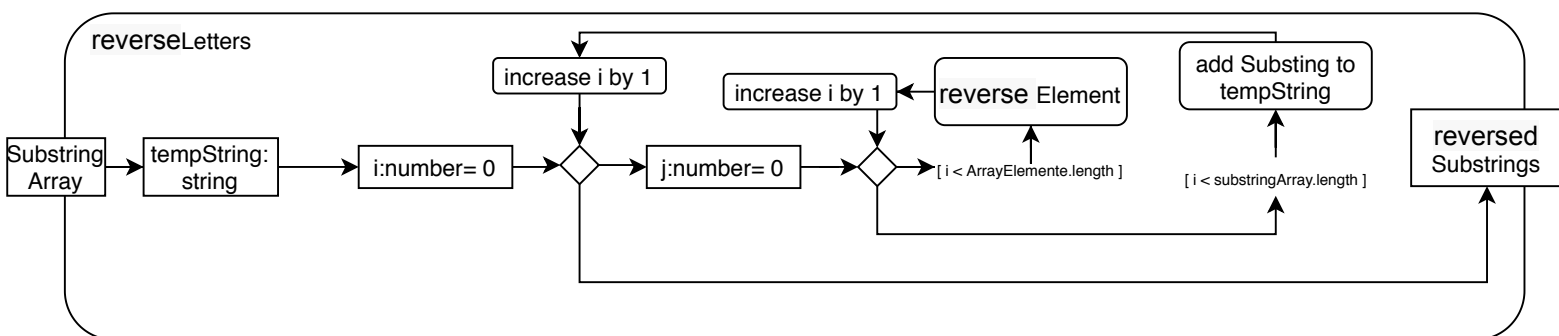 reverseLetters
Substring
Array
tempString:
string
i:number= 0
increase i by 1
j:number= 0
increase i by 1
reverse Element
[ i < ArrayElemente.length ]
add Substing to
tempString
[ i < substringArray.length ]
reversed
Substrings